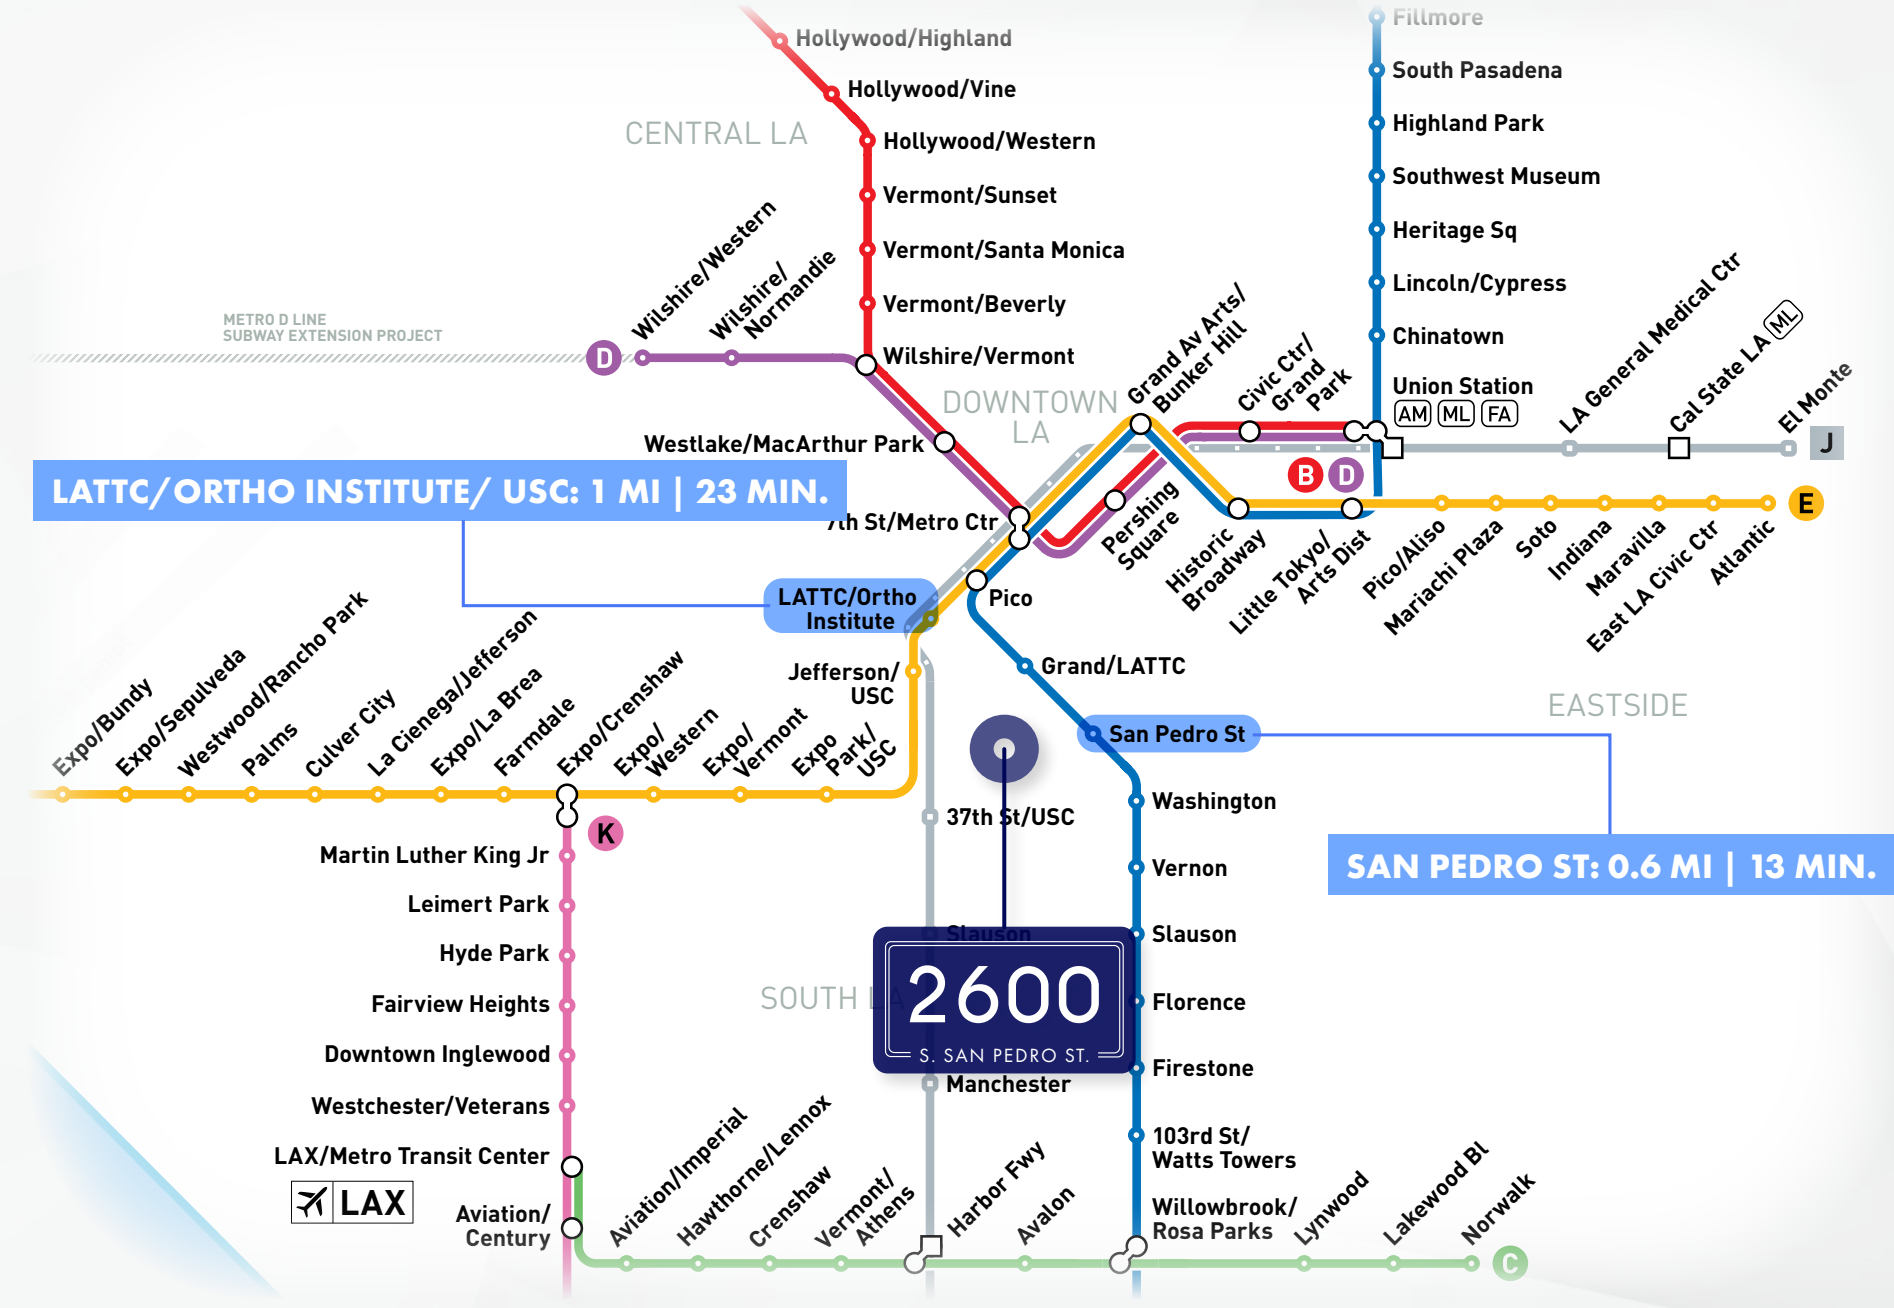 Hollywood/Highland
Hollywood/Vine
Hollywood/Western
Vermont/Sunset
Vermont/Santa Monica
Vermont/Beverly
Wilshire/Vermont
CENTRAL LA
Fillmore
South Pasadena
Highland Park
Southwest Museum
Heritage Sq
Lincoln/Cypress
Chinatown
Union Station
AM ML FA
METRO D LINE
SUBWAY EXTENSION PROJECT
D
Wilshire/Western
Wilshire/
Normandie
DOWNTOWN
LA
Westlake/MacArthur Park
7th St/Metro Ctr
Grand Av Arts/
Bunker Hill
Civic Ctr/
Grand
Park
LA General Medical Ctr
Cal State LA ML
El Monte
J
B D
E
LATTC/ORTHO INSTITUTE/ USC: 1 MI | 23 MIN.
Pershing
Square
Historic
Broadway
Little Tokyo/
Arts Dist
Pico/Aliso
Mariachi Plaza
Soto
Indiana
Maravilla
East LA Civic Ctr
Atlantic
LATTC/Ortho
Institute
Pico
Jefferson/
USC
Grand/LATTC
San Pedro St
EASTSIDE
Expo/Bundy
Expo/Sepulveda
Westwood/Rancho Park
Palms
Culver City
La Cienega/Jefferson
Expo/La Brea
Farmdale
Expo/Crenshaw
Expo/
Western
Expo/
Vermont
Expo
Park/
USC
K
37th St/USC
Washington
Vernon
SAN PEDRO ST: 0.6 MI | 13 MIN.
Martin Luther King Jr
Leimert Park
Hyde Park
Fairview Heights
Downtown Inglewood
Westchester/Veterans
LAX/Metro Transit Center
LAX
Aviation/
Century
Slauson
Slauson
SOUTH LA
2600
S. SAN PEDRO ST.
Florence
Firestone
Manchester
103rd St/
Watts Towers
Willowbrook/
Rosa Parks
Aviation/Imperial
Hawthorne/Lennox
Crenshaw
Vermont/
Athens
Harbor Fwy
Avalon
Lynwood
Lakewood Bl
Norwalk
C